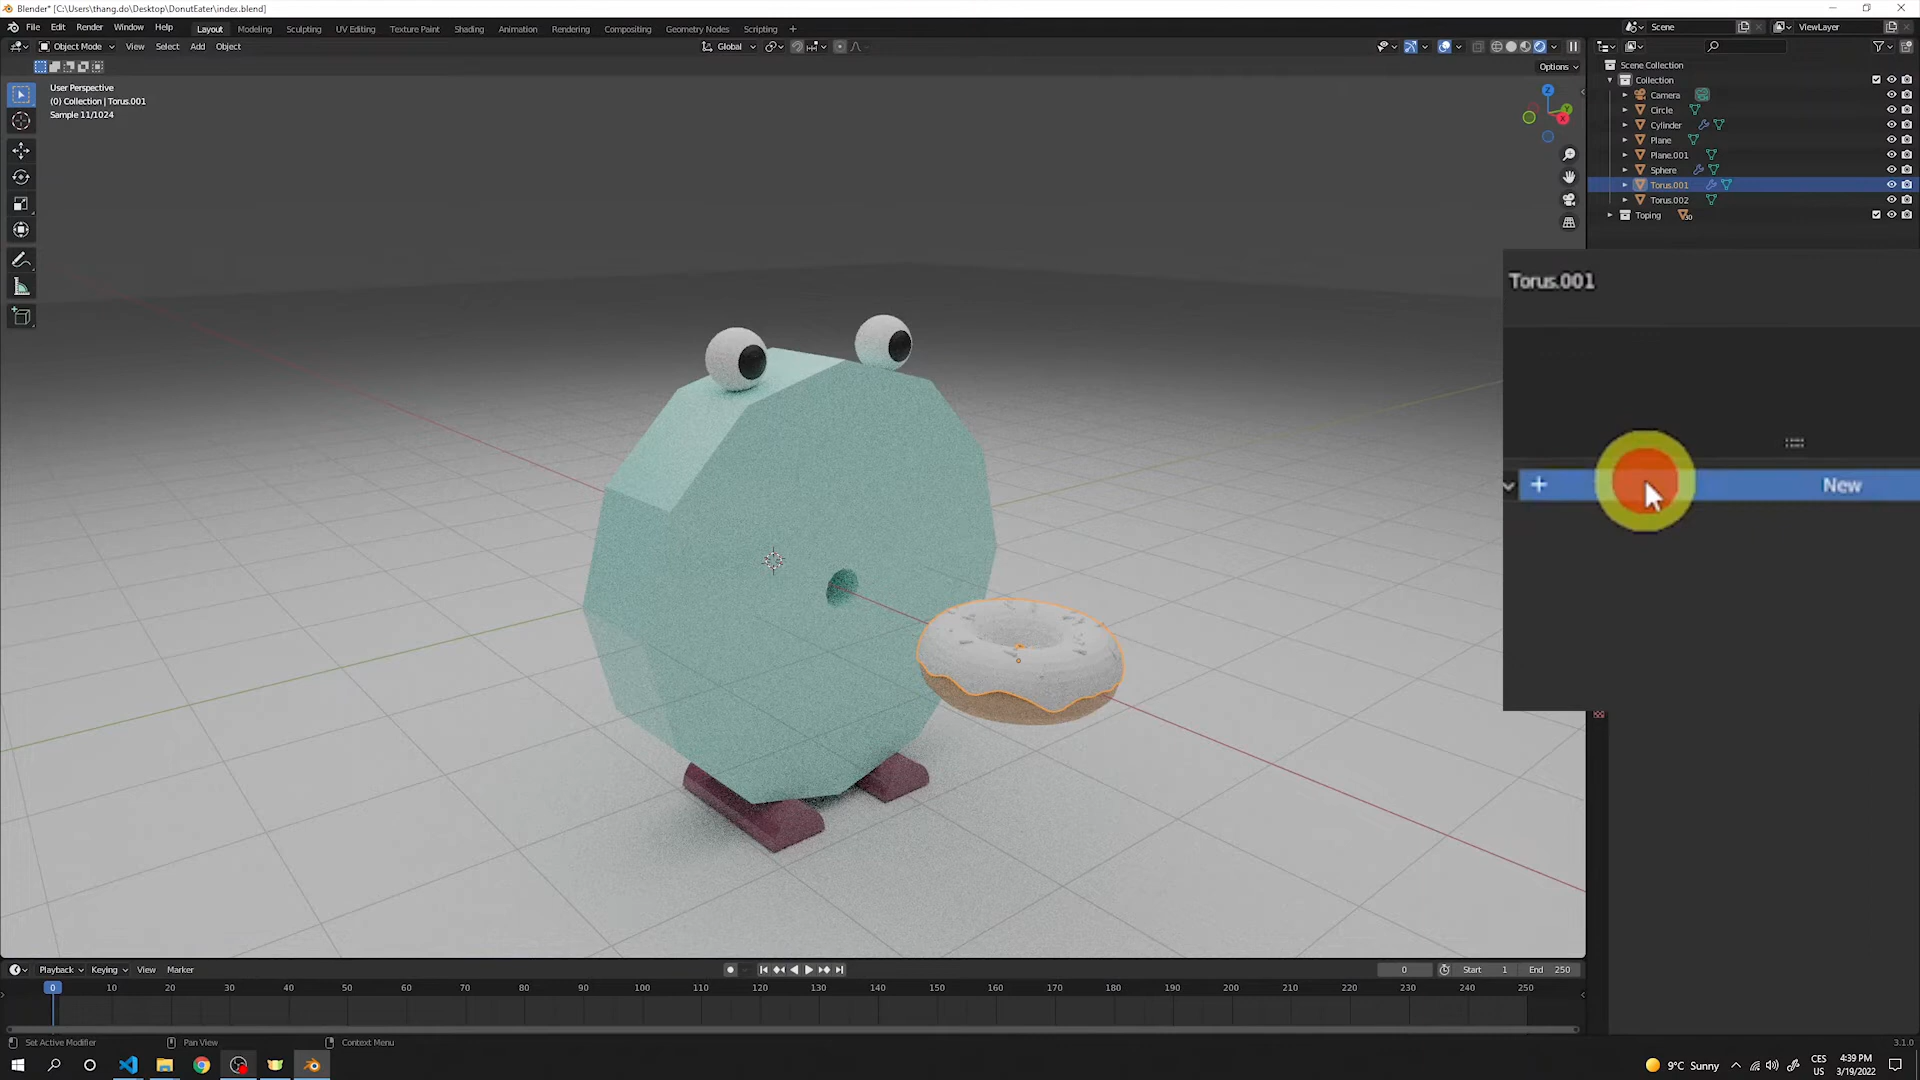 Blender* [C:\Users\thang.do\Desktop\DonutEater\index.blend]
File Edit Render Window Help
Layout Modeling Sculpting UV Editing Texture Paint Shading Animation Rendering Compositing Geometry Nodes Scripting +
Scene ViewLayer
Object Mode View Select Add Object
Global
Options
User Perspective
(0) Collection | Torus.001
Sample 11/1024
Z
Y
X
Scene Collection
Collection
Camera
Circle
Cylinder
Plane
Plane.001
Sphere
Torus.001
Torus.002
Toping 30
Torus.001
+ New
Playback Keying View Marker
0 Start 1 End 250
0 10 20 30 40 50 60 70 80 90 100 110 120 130 140 150 160 170 180 190 200 210 220 230 240 250
Set Active Modifier Pan View Context Menu
3.1.0
9°C Sunny
CES
US
4:39 PM
3/19/2022